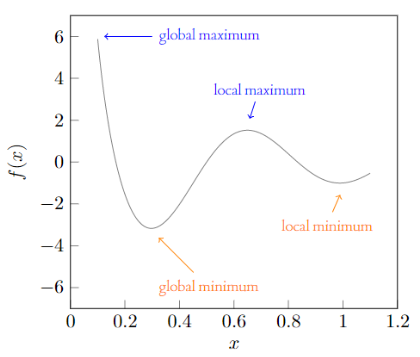 6
global maximum
4
local maximum
2
f(x)
0
−2
local minimum
−4
global minimum
−6
0 0.2 0.4 0.6 0.8 1 1.2
x